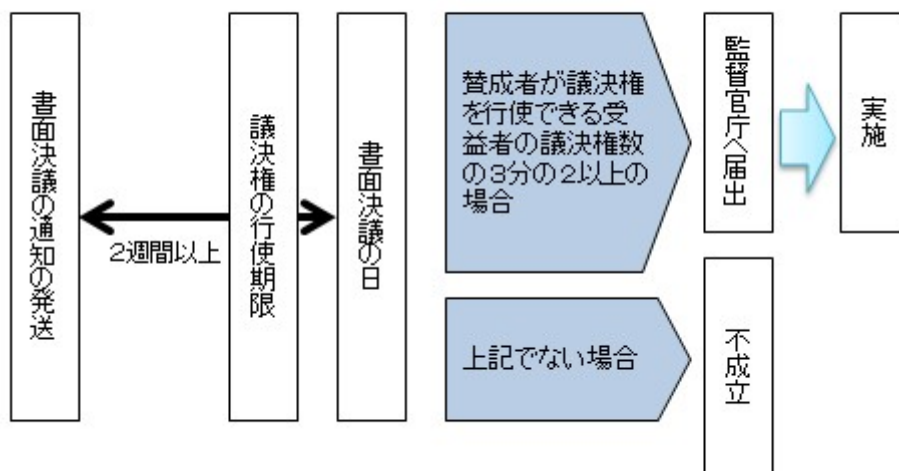 書面決議の通知の発送
2週間以上
議決権の行使期限
書面決議の日
賛成者が議決権
を行使できる受
益者の議決権数
の3分の2以上の
場合
監督官庁へ届出
実施
上記でない場合
不成立